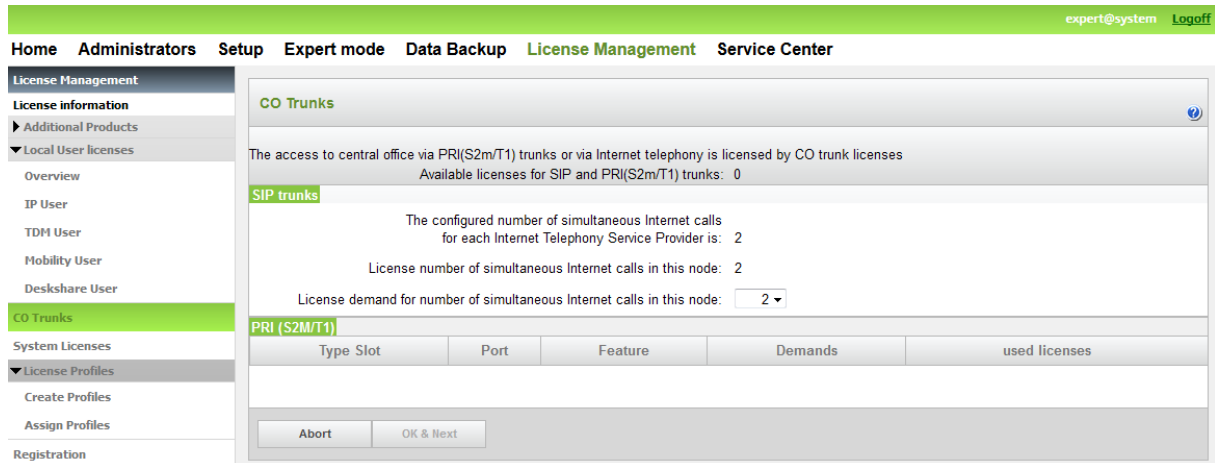 expert@system Logoff
Home Administrators Setup Expert mode Data Backup License Management Service Center
License Management
License information
Additional Products
Local User licenses
Overview
IP User
TDM User
Mobility User
Deskshare User
CO Trunks
System Licenses
License Profiles
Create Profiles
Assign Profiles
Registration
CO Trunks
The access to central office via PRI(S2m/T1) trunks or via Internet telephony is licensed by CO trunk licenses
Available licenses for SIP and PRI(S2m/T1) trunks: 0
SIP trunks
The configured number of simultaneous Internet calls
for each Internet Telephony Service Provider is: 2
License number of simultaneous Internet calls in this node: 2
License demand for number of simultaneous Internet calls in this node: 2
PRI (S2M/T1)
Type Slot Port Feature Demands used licenses
Abort OK & Next